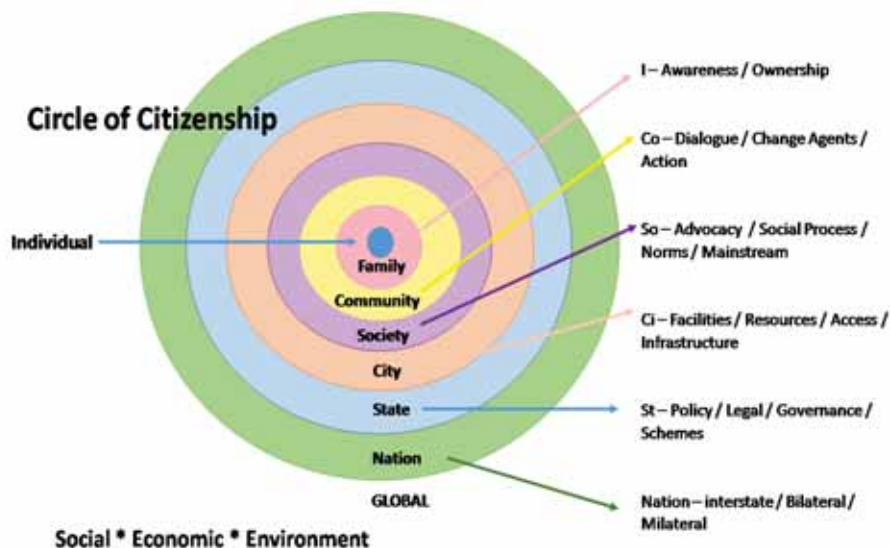 Circle of Citizenship
Individual
Family
Community
Society
City
State
Nation
GLOBAL
Social * Economic * Environment
I – Awareness / Ownership
Co – Dialogue / Change Agents /
Action
So – Advocacy / Social Process /
Norms / Mainstream
Ci – Facilities / Resources / Access /
Infrastructure
St – Policy / Legal / Governance /
Schemes
Nation – interstate / Bilateral /
Milateral